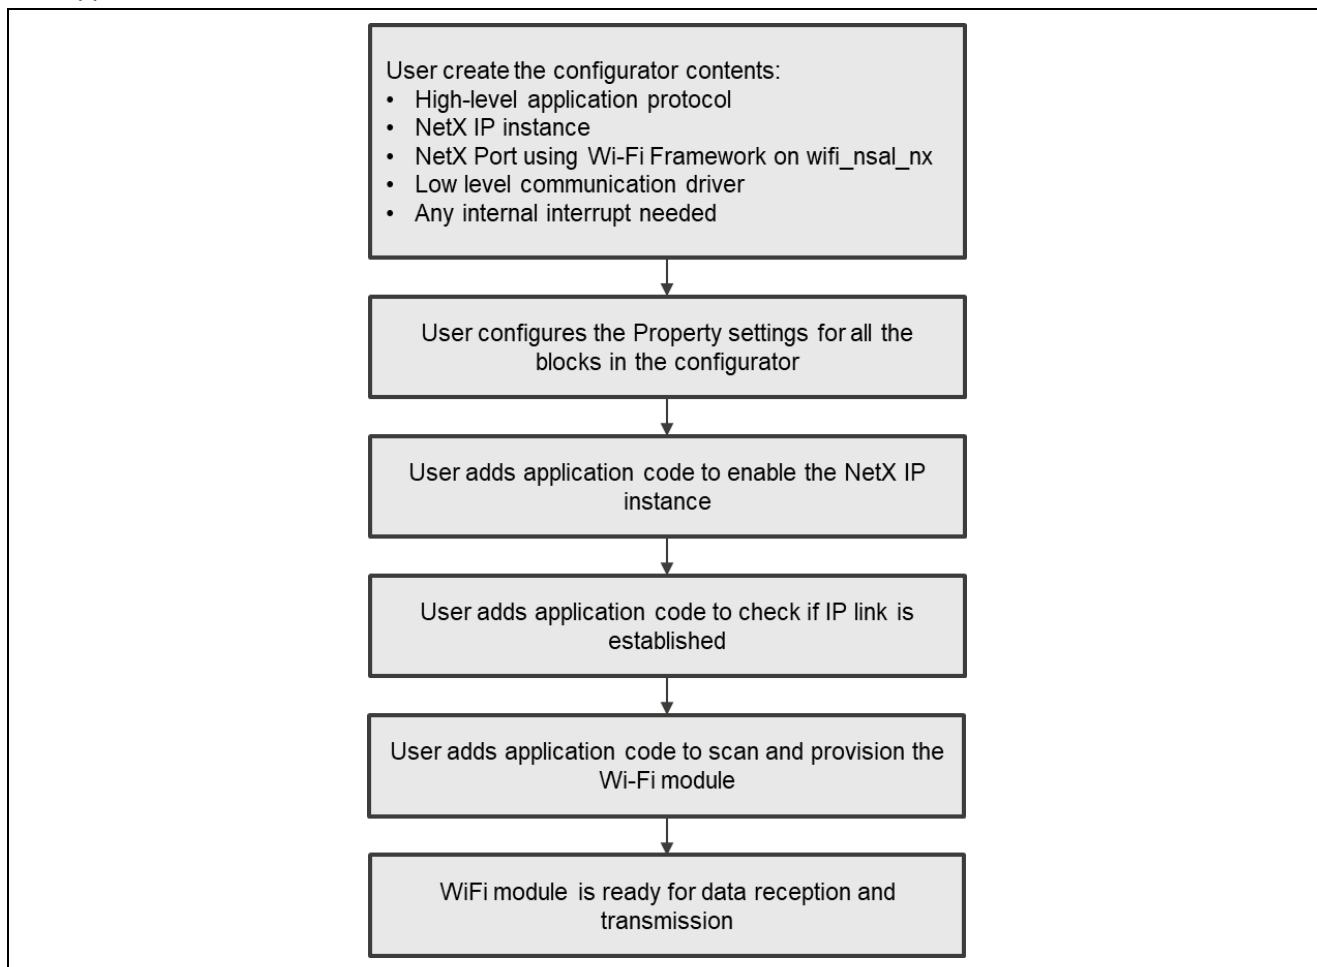 User create the configurator contents:
• High-level application protocol
• NetX IP instance
• NetX Port using Wi-Fi Framework on wifi_nsal_nx
• Low level communication driver
• Any internal interrupt needed
User configures the Property settings for all the
blocks in the configurator
User adds application code to enable the NetX IP
instance
User adds application code to check if IP link is
established
User adds application code to scan and provision the
Wi-Fi module
WiFi module is ready for data reception and
transmission